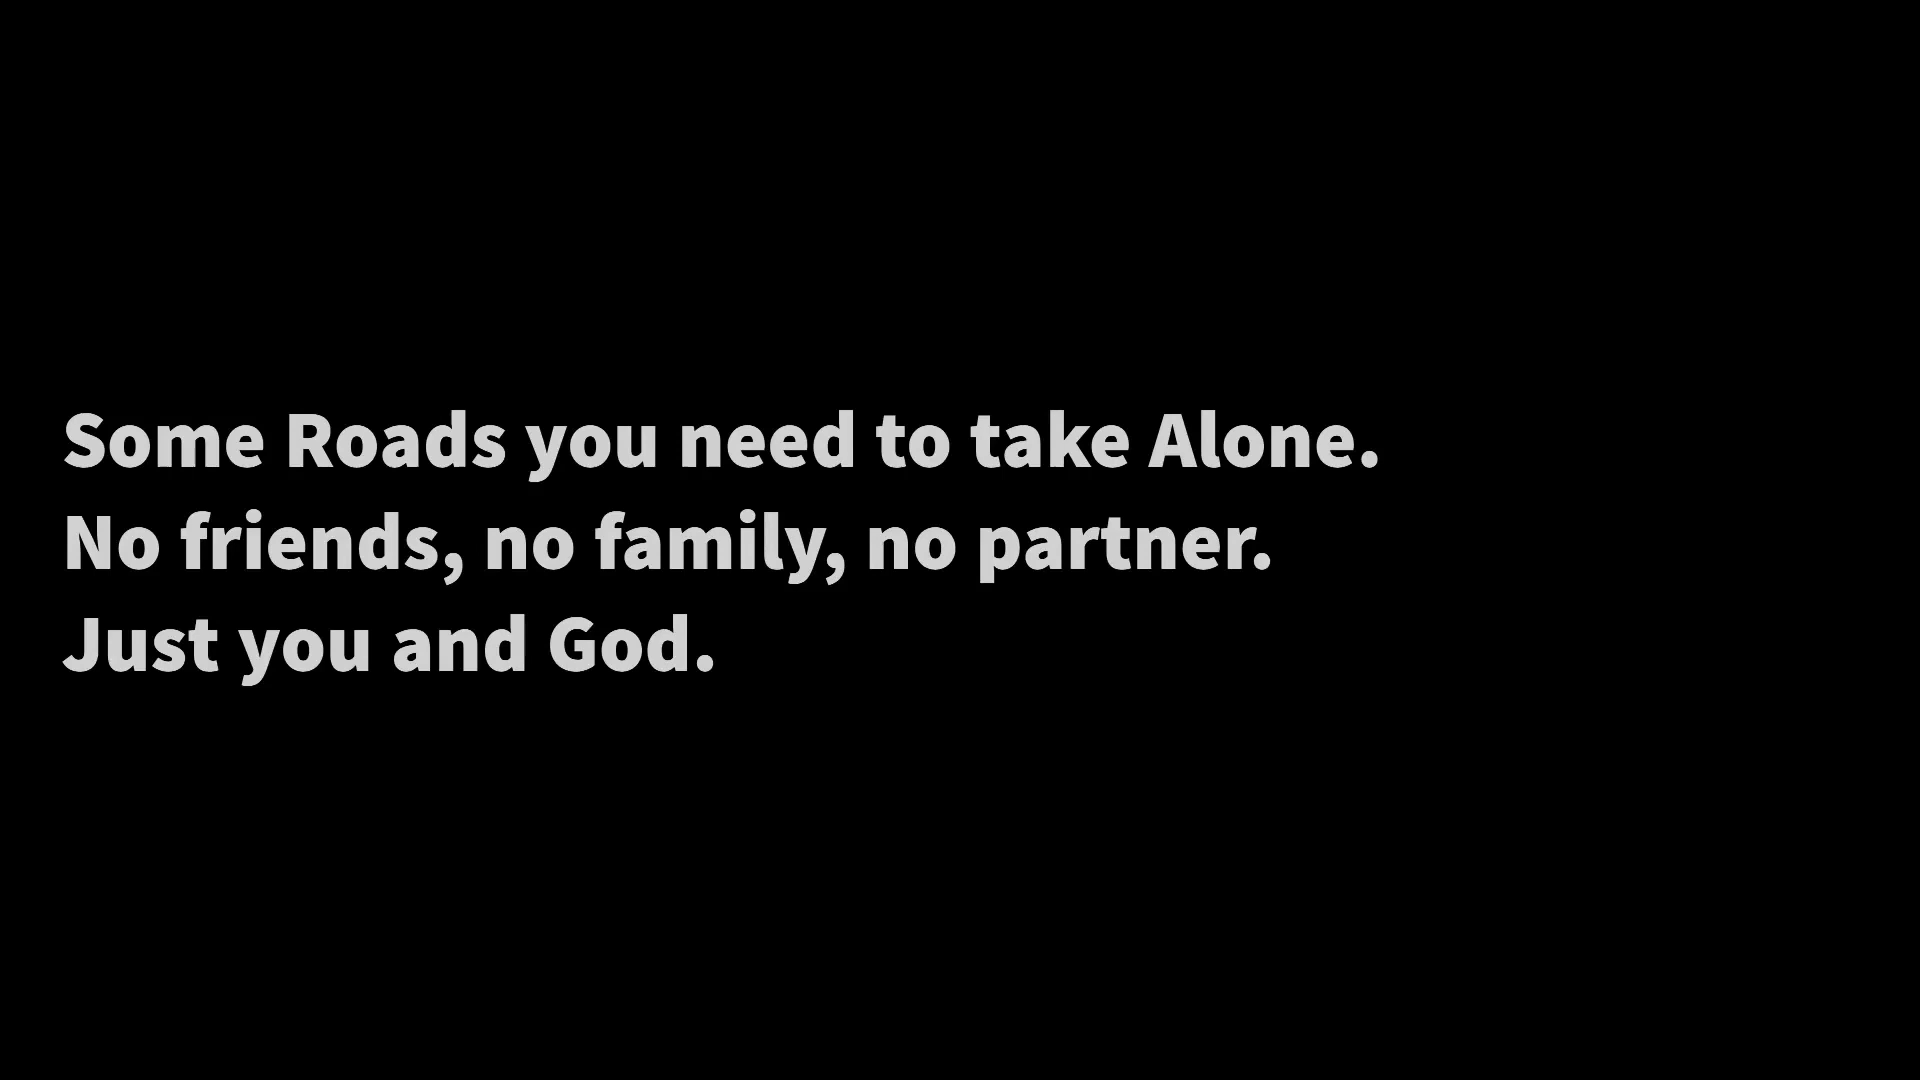 Some Roads you need to take Alone.
No friends, no family, no partner.
Just you and God.